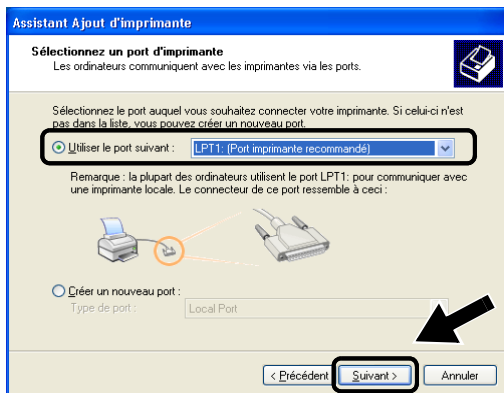 Assistant Ajout d'imprimante
Sélectionnez un port d'imprimante
Les ordinateurs communiquent avec les imprimantes via les ports.
Sélectionnez le port auquel vous souhaitez connecter votre imprimante. Si celui-ci n'est
pas dans la liste, vous pouvez créer un nouveau port.
Utiliser le port suivant : LPT1: (Port imprimante recommandé)
Remarque : la plupart des ordinateurs utilisent le port LPT1: pour communiquer avec
une imprimante locale. Le connecteur de ce port ressemble à ceci :
Créer un nouveau port :
Type de port : Local Port
< Précédent Suivant > Annuler